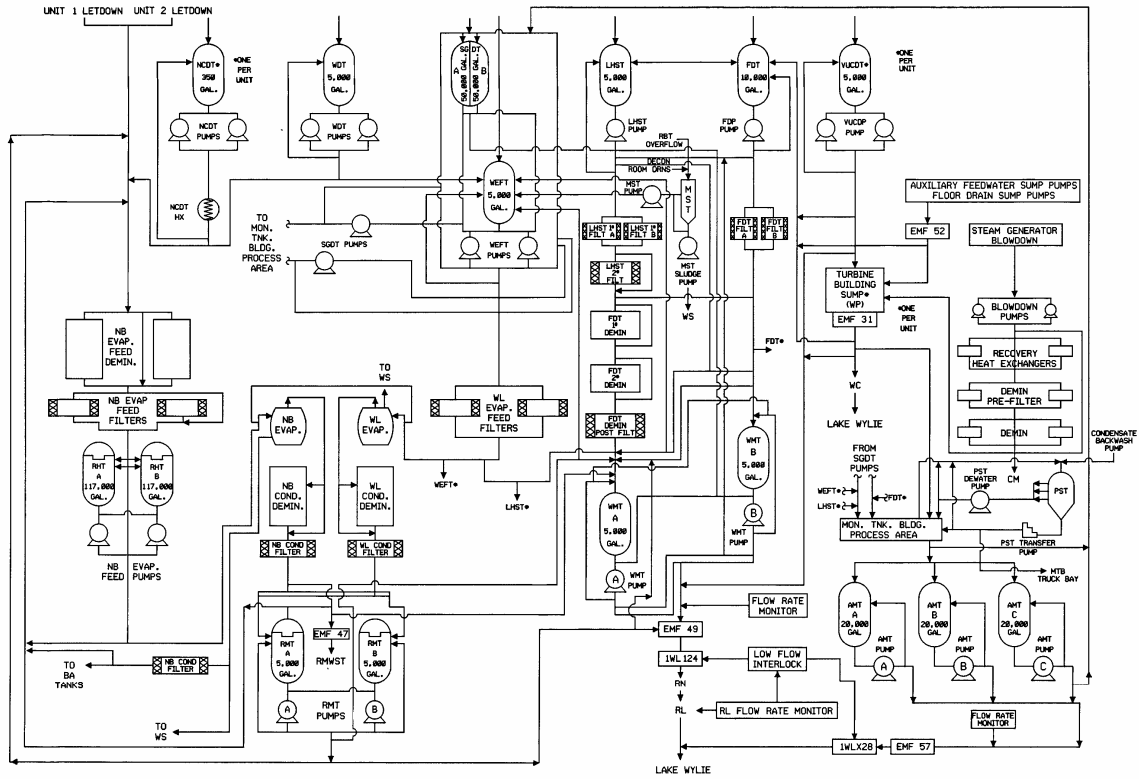 UNIT 1 LETDOWN UNIT 2 LETDOWN
NCDT*
350
GAL.
*ONE
PER
UNIT
NCDT
PUMPS
NCDT
HX
WDT
5,000
GAL.
WDT
PUMPS
SG DT
A B
50,000 GAL.
50,000 GAL.
WEFT
5,000
GAL.
WEFT
PUMPS
TO
MON.
TNK.
BLDG.
PROCESS
AREA
SGDT PUMPS
LHST
5,000
GAL.
LHST
PUMP
RBT
OVERFLOW
DECON
ROOM DRNS
MST
PUMP
MST
MST
SLUDGE PUMP
WS
LHST 1º
FILT A
LHST 1º
FILT B
LHST
2º
FILT
FDT
1º
DEMIN
FDT
2º
DEMIN
FDT
DEMIN
POST FILT
FDT
10,000
GAL.
FDP PUMP
FDT
FILT
A
FDT
FILT
B
FDT*
VUCDT*
5,000
GAL.
*ONE
PER
UNIT
VUCDP
PUMP
AUXILIARY FEEDWATER SUMP PUMPS
FLOOR DRAIN SUMP PUMPS
EMF 52
STEAM GENERATOR
BLOWDOWN
TURBINE
BUILDING
SUMP*
(WP)
EMF 31
*ONE
PER
UNIT
BLOWDOWN
PUMPS
RECOVERY
HEAT EXCHANGERS
DEMIN
PRE-FILTER
DEMIN
CM
WC
LAKE WYLIE
NB
EVAP.
FEED
DEMIN.
NB EVAP
FEED
FILTERS
RMT
A
117,000
GAL.
RMT
B
117,000
GAL.
NB EVAP.
FEED PUMPS
TO
BA
TANKS
NB COND
FILTER
TO
WS
TO
WS
NB
EVAP.
WL
EVAP.
NB
COND.
DEMIN.
WL
COND.
DEMIN.
NB COND
FILTER
WL COND
FILTER
WL
EVAP.
FEED
FILTERS
WEFT*
LHST*
RMT
A
5,000
GAL.
EMF 47
RMWST
RMT
B
5,000
GAL.
A
RMT
PUMPS
B
WMT
A
5,000
GAL.
A
WMT
PUMP
WMT
B
5,000
GAL.
B
WMT
PUMP
FLOW RATE
MONITOR
EMF 49
1WL124
LOW FLOW
INTERLOCK
RN
RL
RL FLOW RATE MONITOR
LAKE WYLIE
1WLX28
EMF 57
FROM
SGDT
PUMPS
WEFT*
LHST*
FDT*
MON. TNK. BLDG.
PROCESS AREA
PST
DEWATER
PUMP
PST
CONDENSATE
BACKWASH
PUMP
PST TRANSFER
PUMP
MTB
TRUCK BAY
AMT
A
20,000
GAL
AMT
B
20,000
GAL
AMT
C
20,000
GAL
AMT
PUMP
A
AMT
PUMP
B
AMT
PUMP
C
FLOW RATE
MONITOR